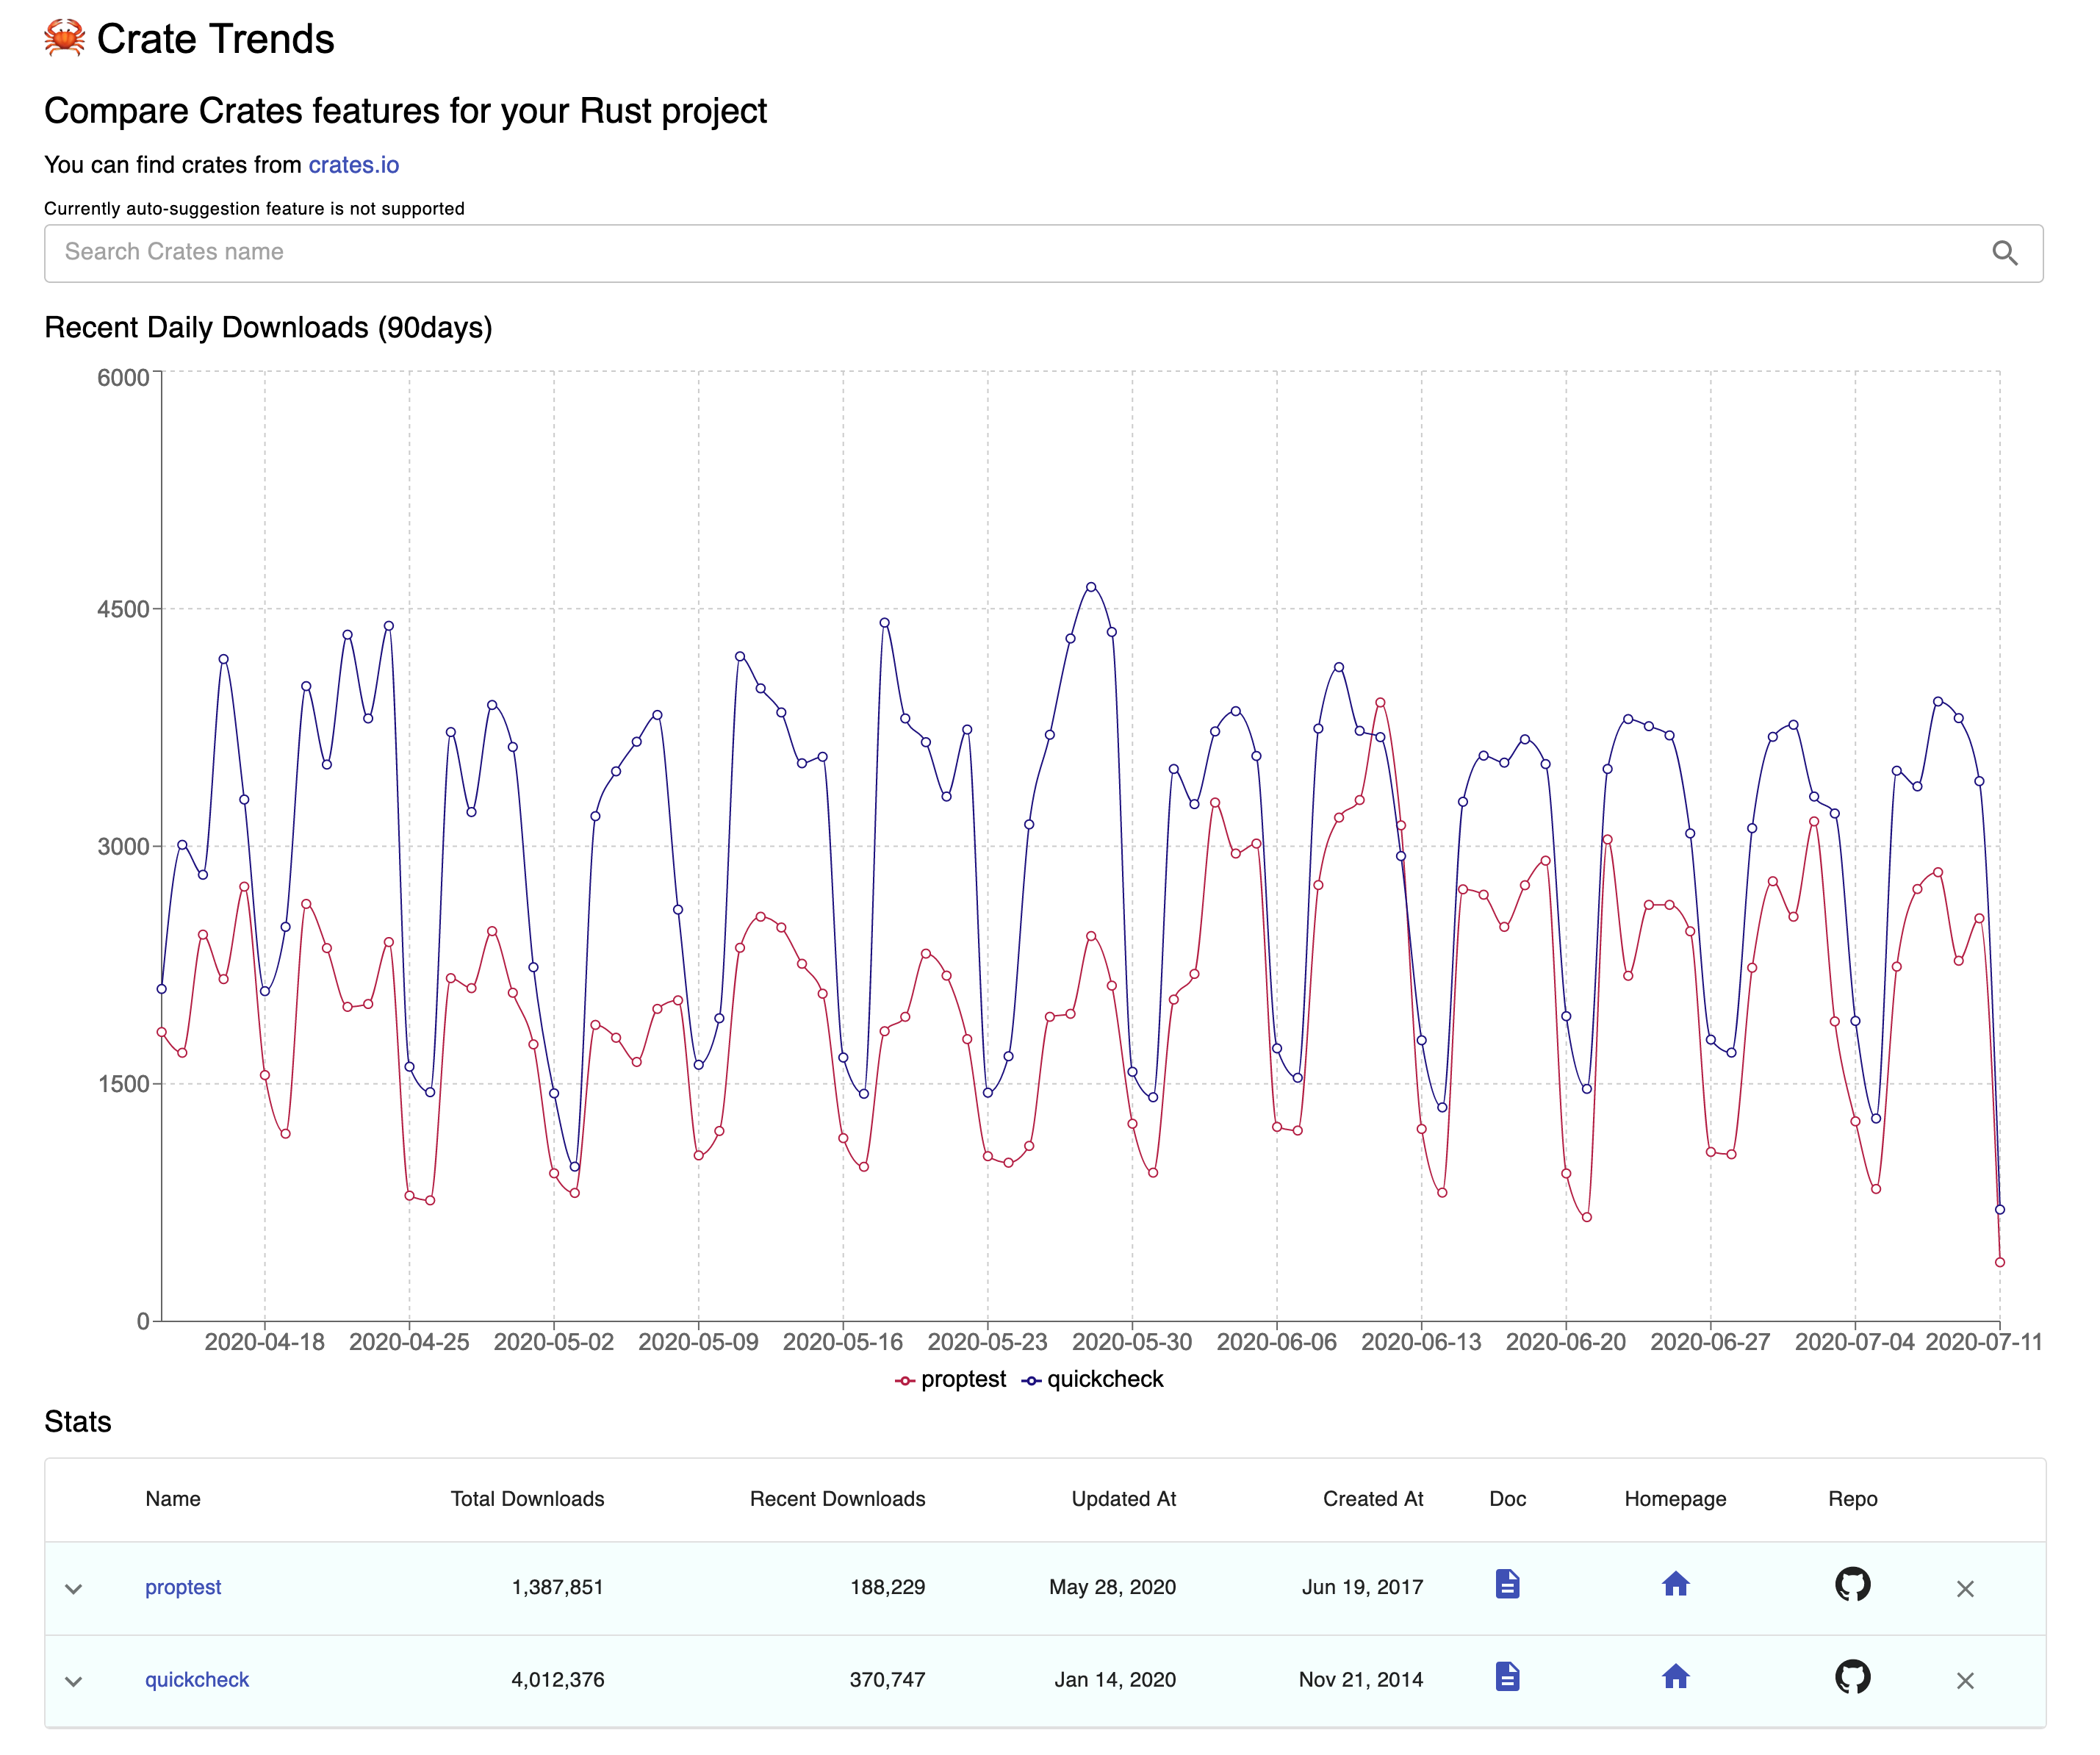 Crate Trends
Compare Crates features for your Rust project
You can find crates from crates.io
Currently auto-suggestion feature is not supported
Search Crates name
Recent Daily Downloads (90days)
6000
4500
3000
1500
0
2020-04-18 2020-04-25 2020-05-02 2020-05-09 2020-05-16 2020-05-23 2020-05-30 2020-06-06 2020-06-13 2020-06-20 2020-06-27 2020-07-04 2020-07-11
proptest quickcheck
Stats
Name Total Downloads Recent Downloads Updated At Created At Doc Homepage Repo
proptest 1,387,851 188,229 May 28, 2020 Jun 19, 2017
quickcheck 4,012,376 370,747 Jan 14, 2020 Nov 21, 2014